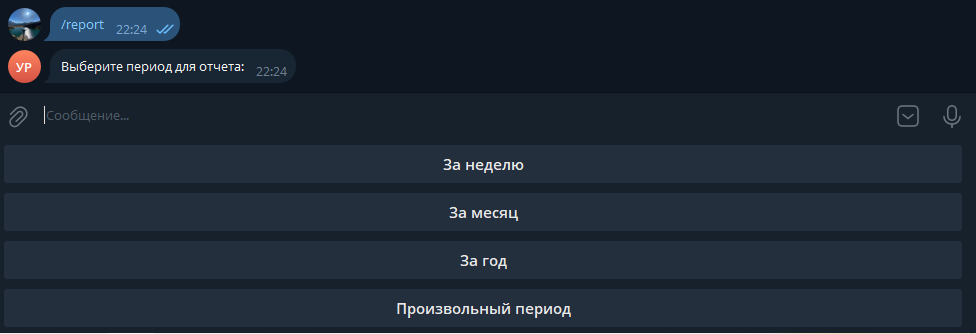 /report 22:24
УР Выберите период для отчета: 22:24
Сообщение...
За неделю
За месяц
За год
Произвольный период